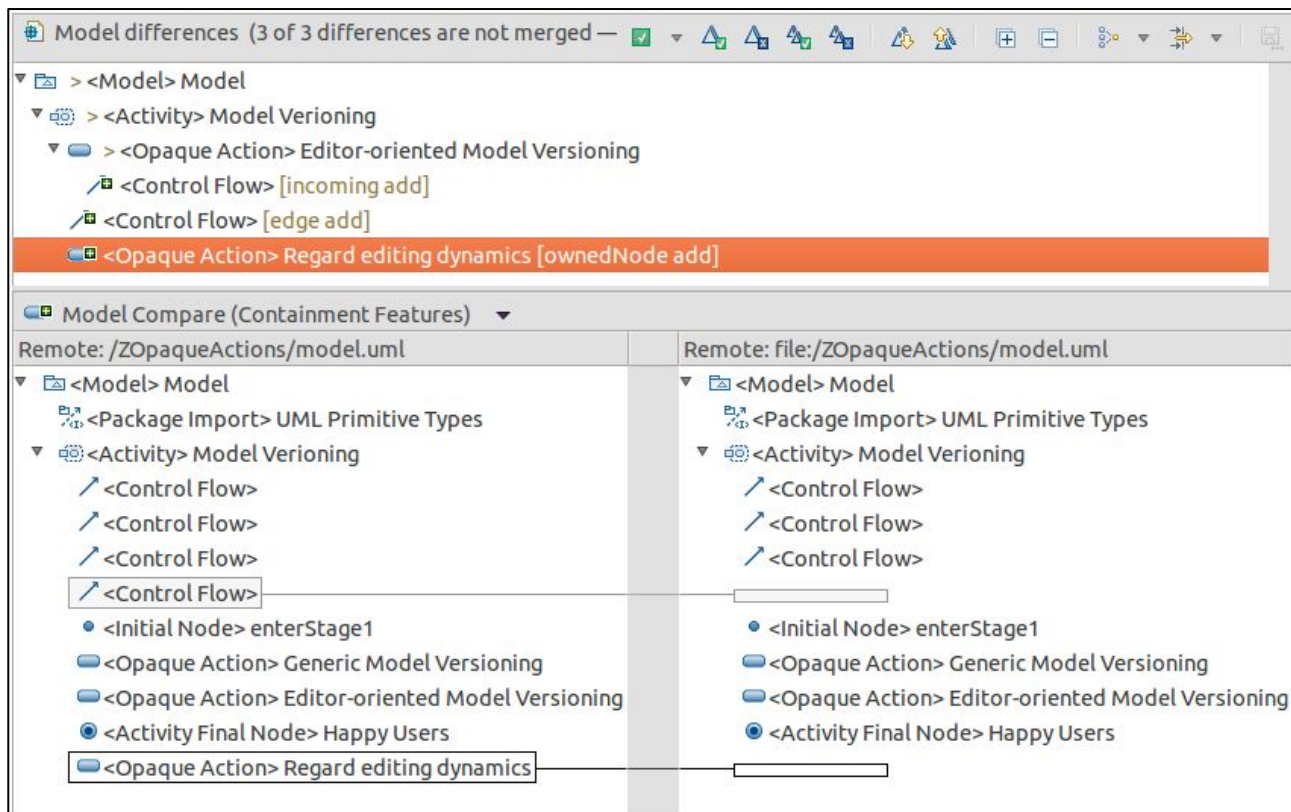 Model differences (3 of 3 differences are not merged —
> <Model> Model
> <Activity> Model Verioning
> <Opaque Action> Editor-oriented Model Versioning
<Control Flow> [incoming add]
<Control Flow> [edge add]
<Opaque Action> Regard editing dynamics [ownedNode add]
Model Compare (Containment Features)
Remote: /ZOpaqueActions/model.uml
<Model> Model
<Package Import> UML Primitive Types
<Activity> Model Verioning
<Control Flow>
<Control Flow>
<Control Flow>
<Control Flow>
<Initial Node> enterStage1
<Opaque Action> Generic Model Versioning
<Opaque Action> Editor-oriented Model Versioning
<Activity Final Node> Happy Users
<Opaque Action> Regard editing dynamics
Remote: file:/ZOpaqueActions/model.uml
<Model> Model
<Package Import> UML Primitive Types
<Activity> Model Verioning
<Control Flow>
<Control Flow>
<Control Flow>
<Initial Node> enterStage1
<Opaque Action> Generic Model Versioning
<Opaque Action> Editor-oriented Model Versioning
<Activity Final Node> Happy Users